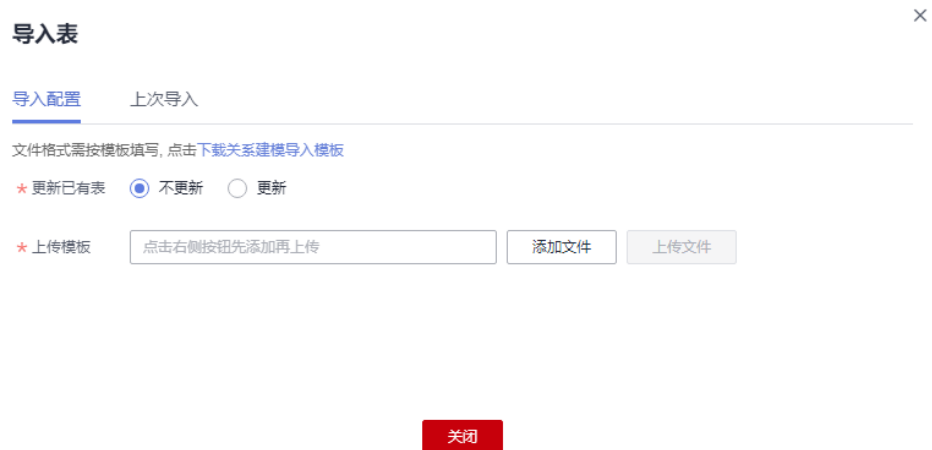 导入表
导入配置 上次导入
文件格式需按模板填写, 点击下载关系建模导入模板
* 更新已有表 不更新 更新
* 上传模板 点击右侧按钮先添加再上传 添加文件 上传文件
关闭